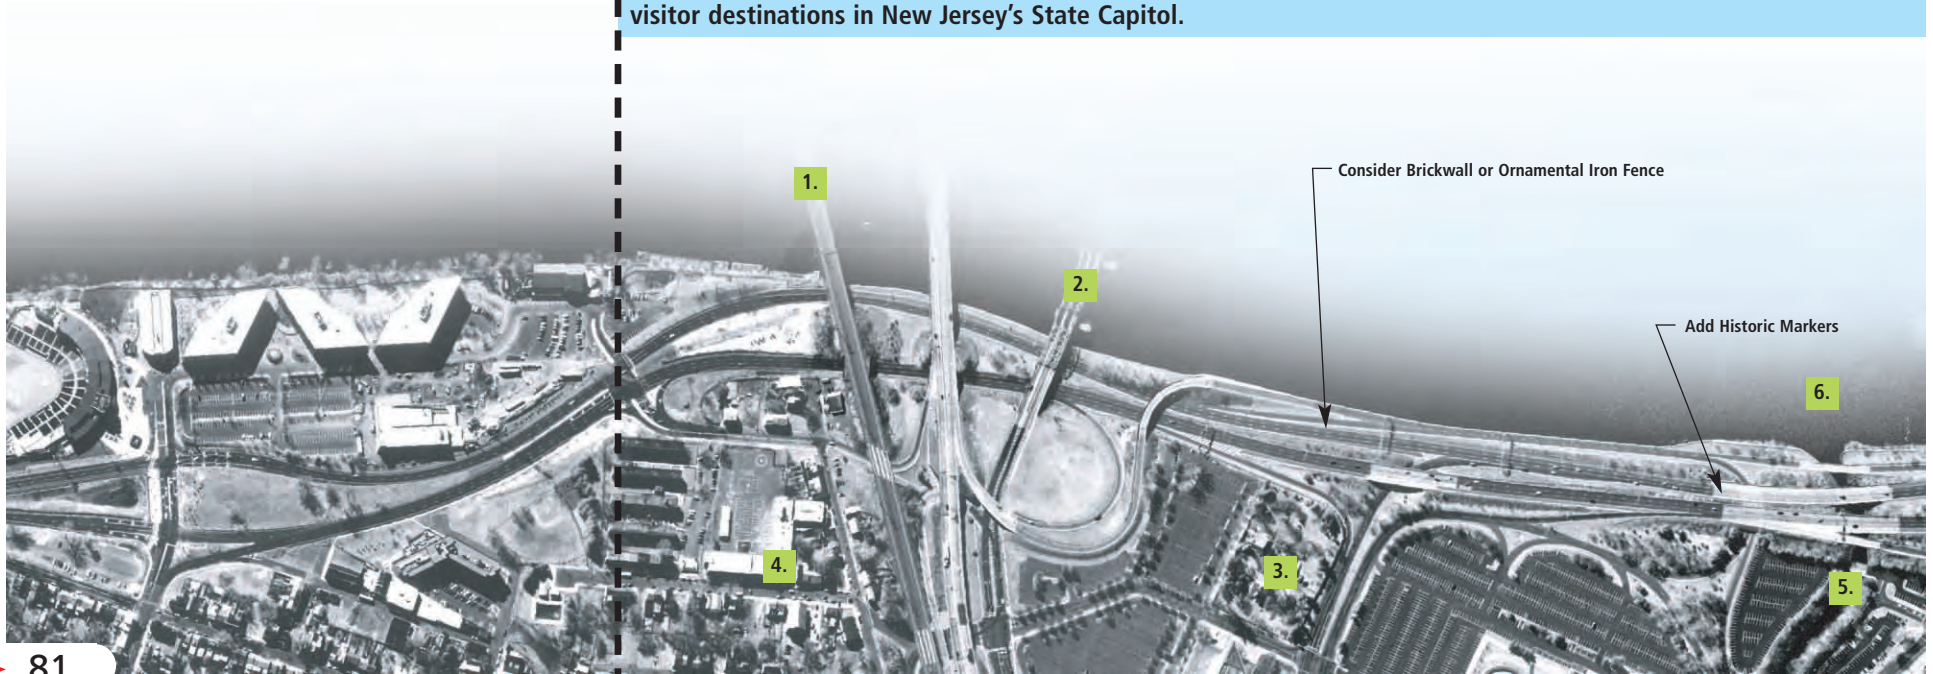 visitor destinations in New Jersey’s State Capitol.
1.
Consider Brickwall or Ornamental Iron Fence
2.
Add Historic Markers
6.
4.
3.
5.
81